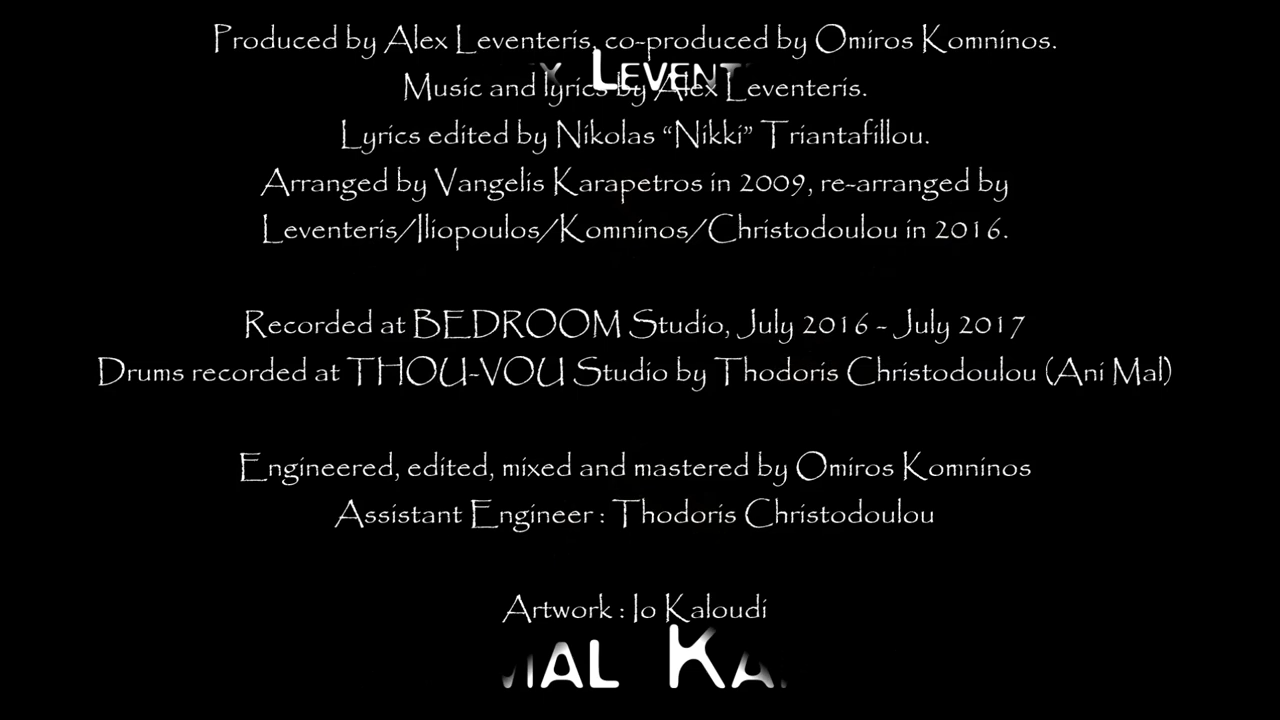 Produced by Alex Leventeris, co-produced by Omiros Komninos.
Leven
Music and lyrics by Alex Leventeris.
Lyrics edited by Nikolas “Nikki” Triantafillou.
Arranged by Vangelis Karapetros in 2009, re-arranged by
Leventeris/Iliopoulos/Komninos/Christodoulou in 2016.
Recorded at BEDROOM Studio, July 2016 - July 2017
Drums recorded at THOU-VOU Studio by Thodoris Christodoulou (Ani Mal)
Engineered, edited, mixed and mastered by Omiros Komninos
Assistant Engineer : Thodoris Christodoulou
Artwork : Io Kaloudi